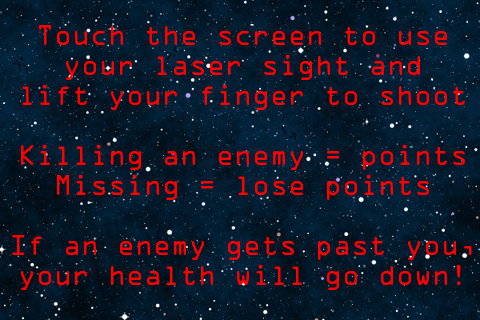 Touch the screen to use
your laser sight and
lift your finger to shoot
Killing an enemy = points
Missing = lose points
If an enemy gets past you,
your health will go down!